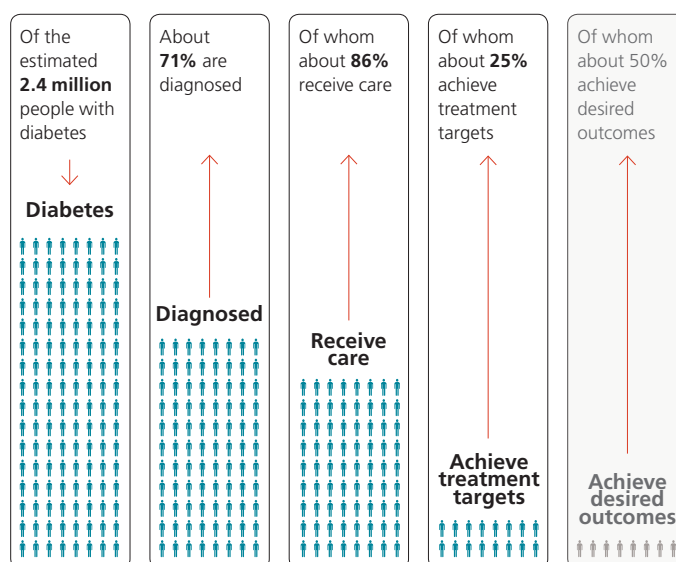 Of the
estimated
2.4 million
people with
diabetes
Diabetes
About
71% are
diagnosed
Diagnosed
Of whom
about 86%
receive care
Receive
care
Of whom
about 25%
achieve
treatment
targets
Achieve
treatment
targets
Of whom
about 50%
achieve
desired
outcomes
Achieve
desired
outcomes